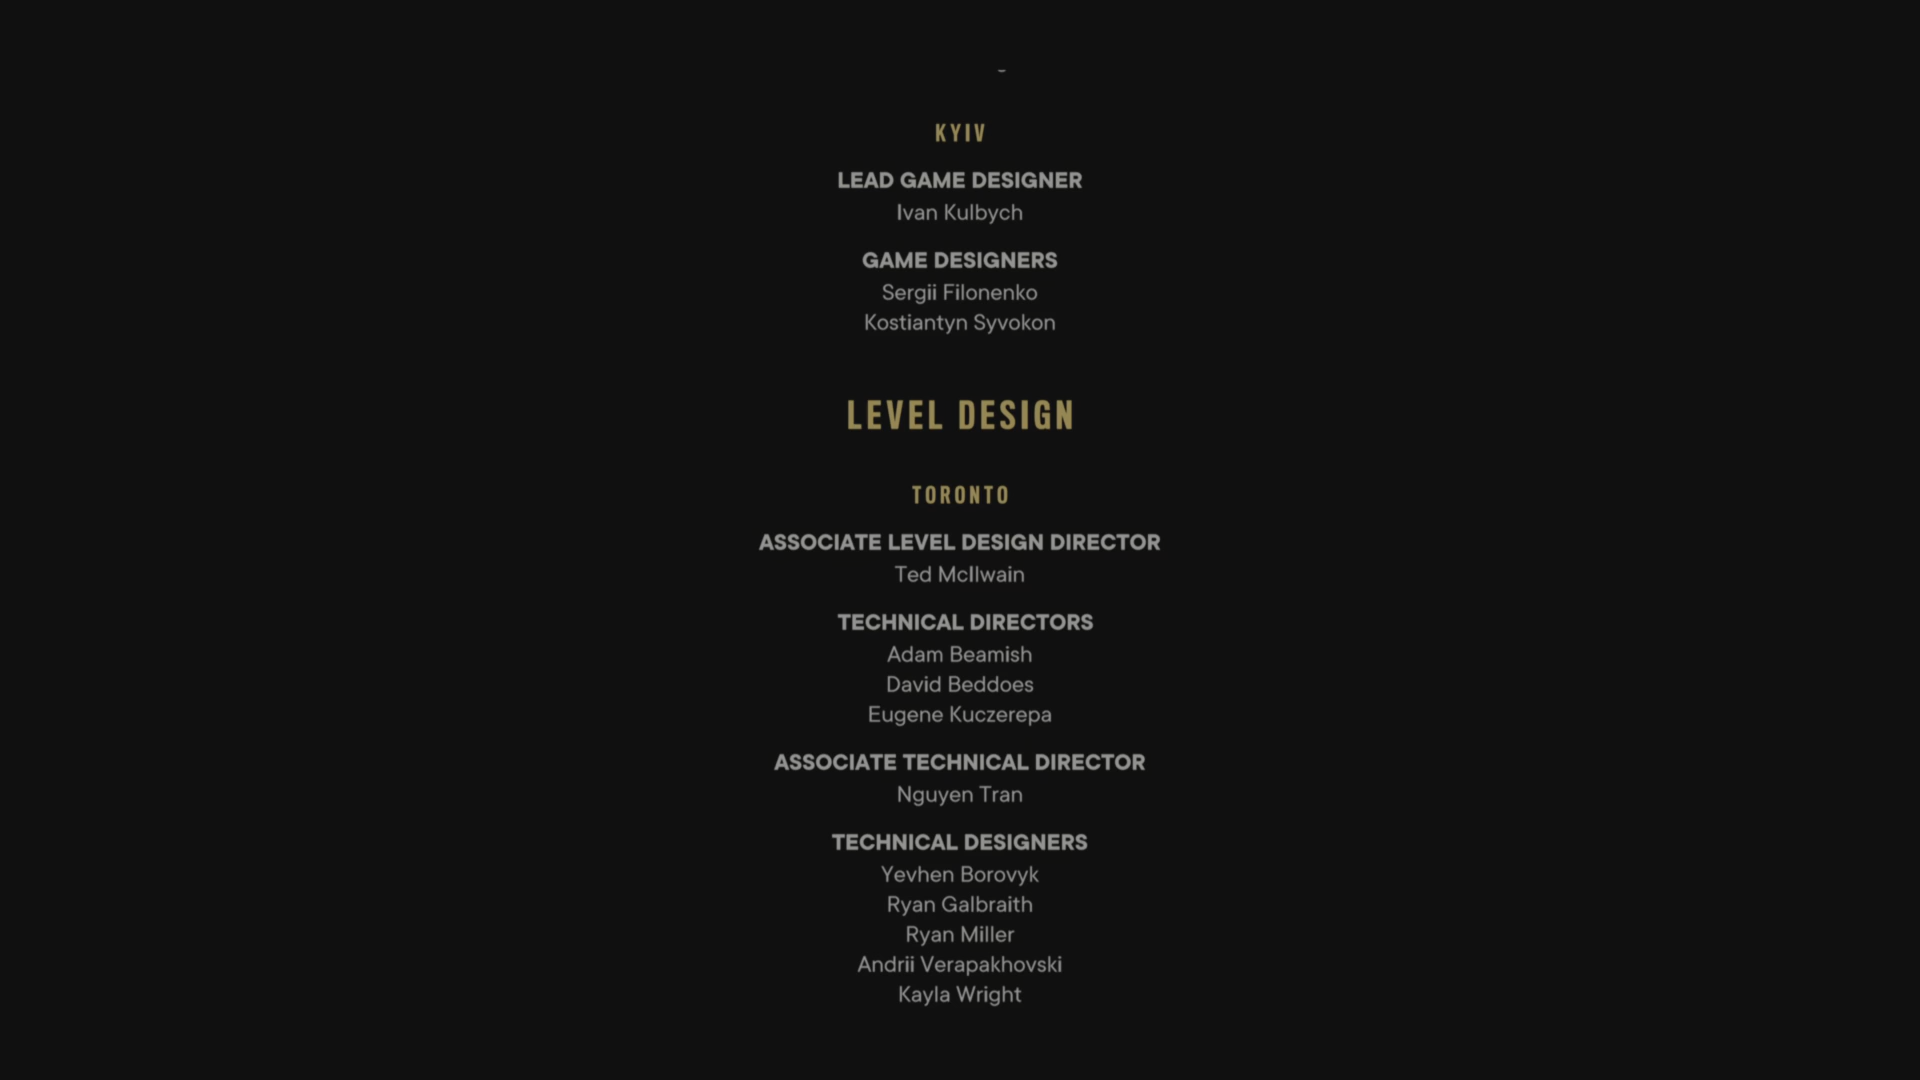 KYIV
LEAD GAME DESIGNER
Ivan Kulbych
GAME DESIGNERS
Sergii Filonenko
Kostiantyn Syvokon
LEVEL DESIGN
TORONTO
ASSOCIATE LEVEL DESIGN DIRECTOR
Ted McIlwain
TECHNICAL DIRECTORS
Adam Beamish
David Beddoes
Eugene Kuczerepa
ASSOCIATE TECHNICAL DIRECTOR
Nguyen Tran
TECHNICAL DESIGNERS
Yevhen Borovyk
Ryan Galbraith
Ryan Miller
Andrii Verapakhovski
Kayla Wright